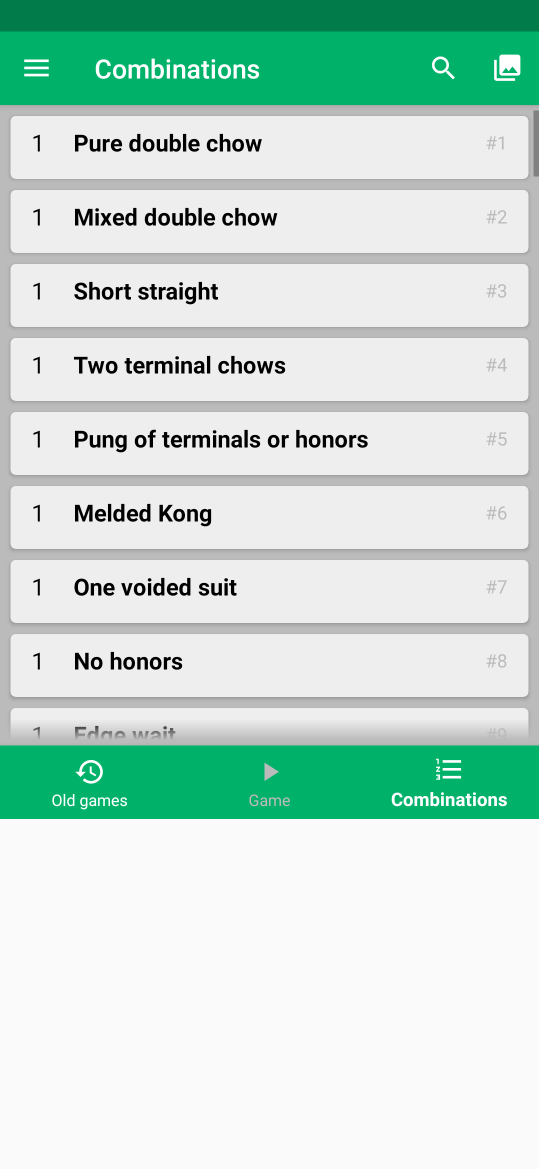 Combinations
1 Pure double chow #1
1 Mixed double chow #2
1 Short straight #3
1 Two terminal chows #4
1 Pung of terminals or honors #5
1 Melded Kong #6
1 One voided suit #7
1 No honors #8
1 Edge wait #9
Old games
Game
Combinations